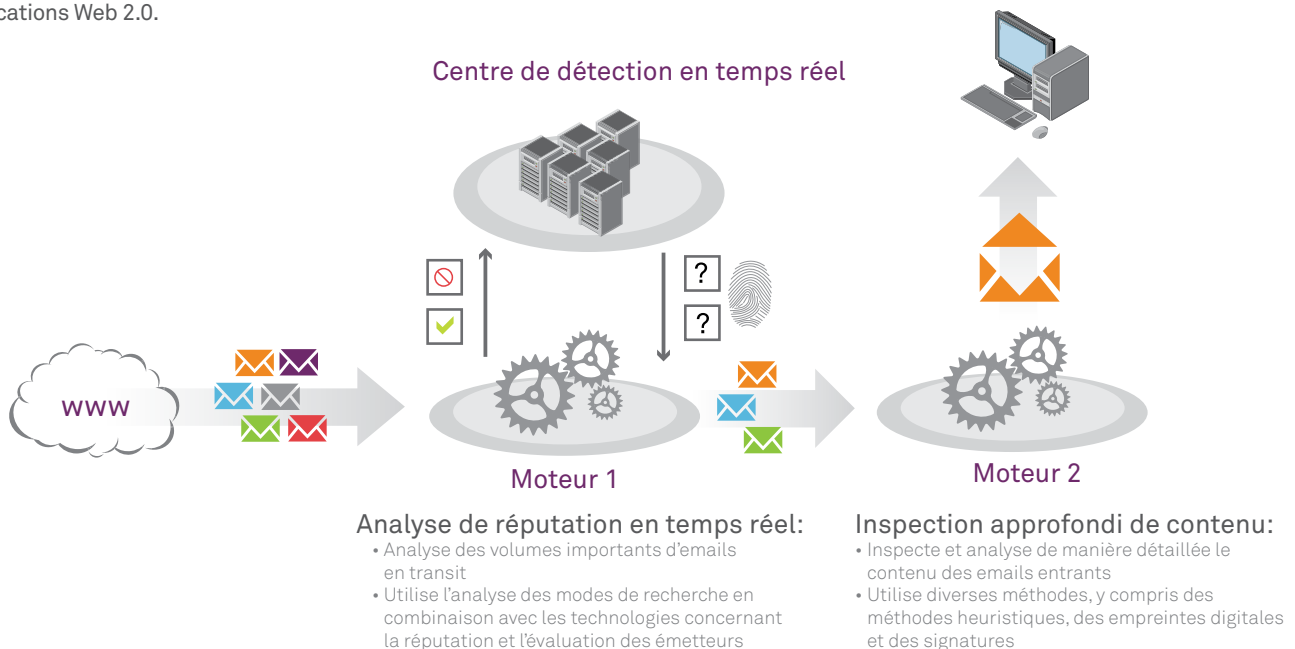 cations Web 2.0.
Centre de détection en temps réel
?
?
www
Moteur 1
Moteur 2
Analyse de réputation en temps réel:
• Analyse des volumes importants d’emails
en transit
• Utilise l’analyse des modes de recherche en
combinaison avec les technologies concernant
la réputation et l’évaluation des émetteurs
Inspection approfondi de contenu:
• Inspecte et analyse de manière détaillée le
contenu des emails entrants
• Utilise diverses méthodes, y compris des
méthodes heuristiques, des empreintes digitales
et des signatures